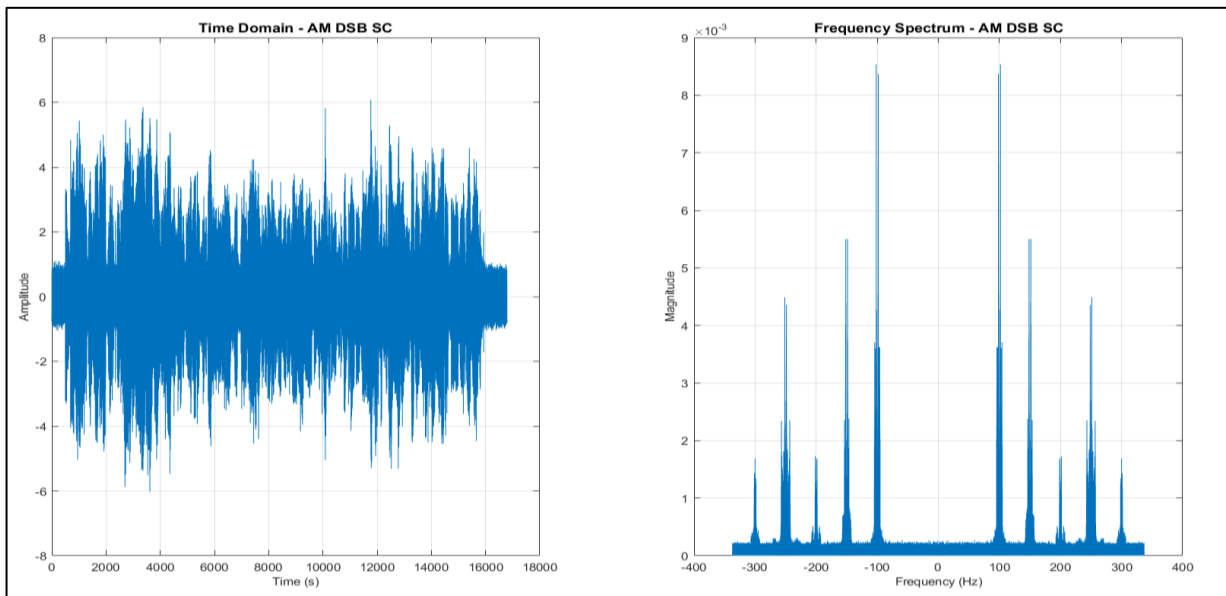 Time Domain - AM DSB SC
8
6
4
2
0
-2
-4
-6
-8
Amplitude
0 2000 4000 6000 8000 10000 12000 14000 16000 18000
Time (s)
Frequency Spectrum - AM DSB SC
×10-3
9
8
7
6
5
4
3
2
1
0
Magnitude
-400 -300 -200 -100 0 100 200 300 400
Frequency (Hz)